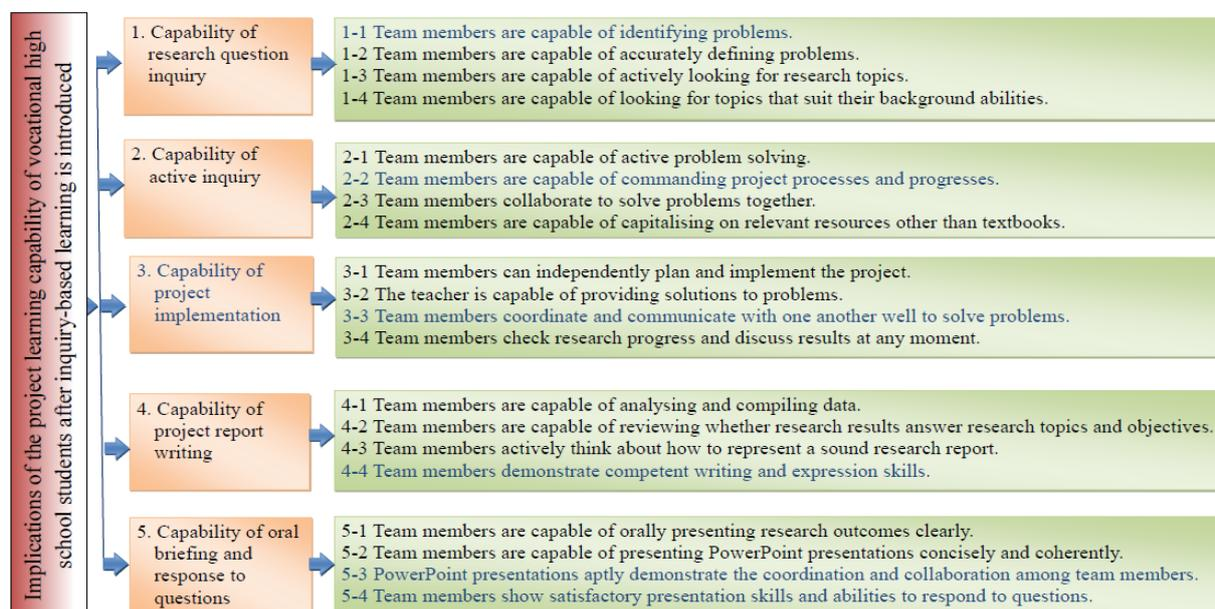 Implications of the project learning capability of vocational high
school students after inquiry-based learning is introduced
1. Capability of
research question
inquiry
1-1 Team members are capable of identifying problems.
1-2 Team members are capable of accurately defining problems.
1-3 Team members are capable of actively looking for research topics.
1-4 Team members are capable of looking for topics that suit their background abilities.
2. Capability of
active inquiry
2-1 Team members are capable of active problem solving.
2-2 Team members are capable of commanding project processes and progresses.
2-3 Team members collaborate to solve problems together.
2-4 Team members are capable of capitalising on relevant resources other than textbooks.
3. Capability of
project
implementation
3-1 Team members can independently plan and implement the project.
3-2 The teacher is capable of providing solutions to problems.
3-3 Team members coordinate and communicate with one another well to solve problems.
3-4 Team members check research progress and discuss results at any moment.
4. Capability of
project report
writing
4-1 Team members are capable of analysing and compiling data.
4-2 Team members are capable of reviewing whether research results answer research topics and objectives.
4-3 Team members actively think about how to represent a sound research report.
4-4 Team members demonstrate competent writing and expression skills.
5. Capability of oral
briefing and
response to
questions
5-1 Team members are capable of orally presenting research outcomes clearly.
5-2 Team members are capable of presenting PowerPoint presentations concisely and coherently.
5-3 PowerPoint presentations aptly demonstrate the coordination and collaboration among team members.
5-4 Team members show satisfactory presentation skills and abilities to respond to questions.